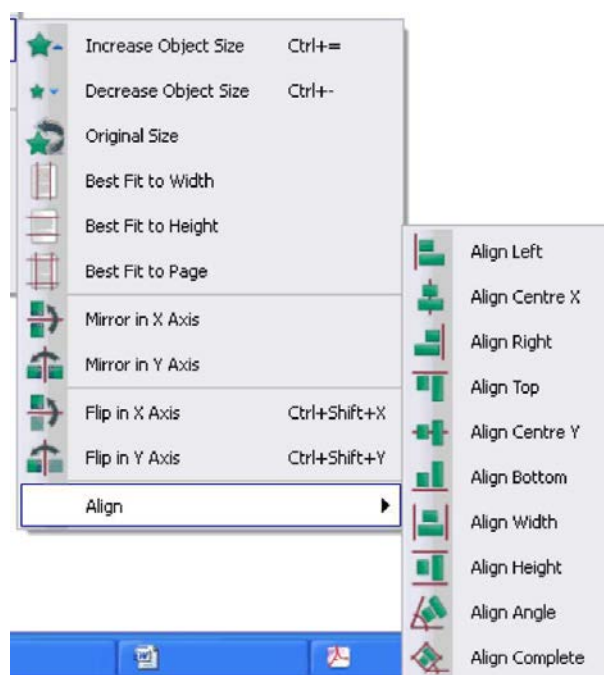 Increase Object Size Ctrl+=
Decrease Object Size Ctrl+-
Original Size
Best Fit to Width
Best Fit to Height
Best Fit to Page
Mirror in X Axis
Mirror in Y Axis
Flip in X Axis Ctrl+Shift+X
Flip in Y Axis Ctrl+Shift+Y
Align
Align Left
Align Centre X
Align Right
Align Top
Align Centre Y
Align Bottom
Align Width
Align Height
Align Angle
Align Complete